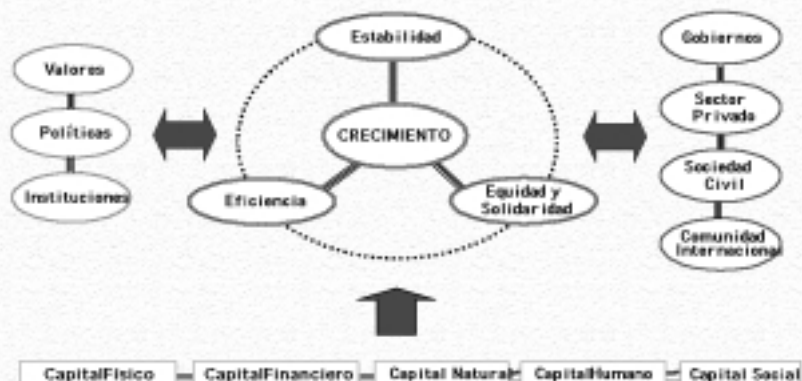 Estabilidad
Valores
Políticas
Instituciones
CRECIMIENTO
Eficiencia
Equidad y
Solidaridad
Gobiernos
Sector
Privado
Sociedad
Civil
Comunidad
Internacional
CapitalFísico
CapitalFinanciero
Capital Natural
CapitalHumano
Capital Social